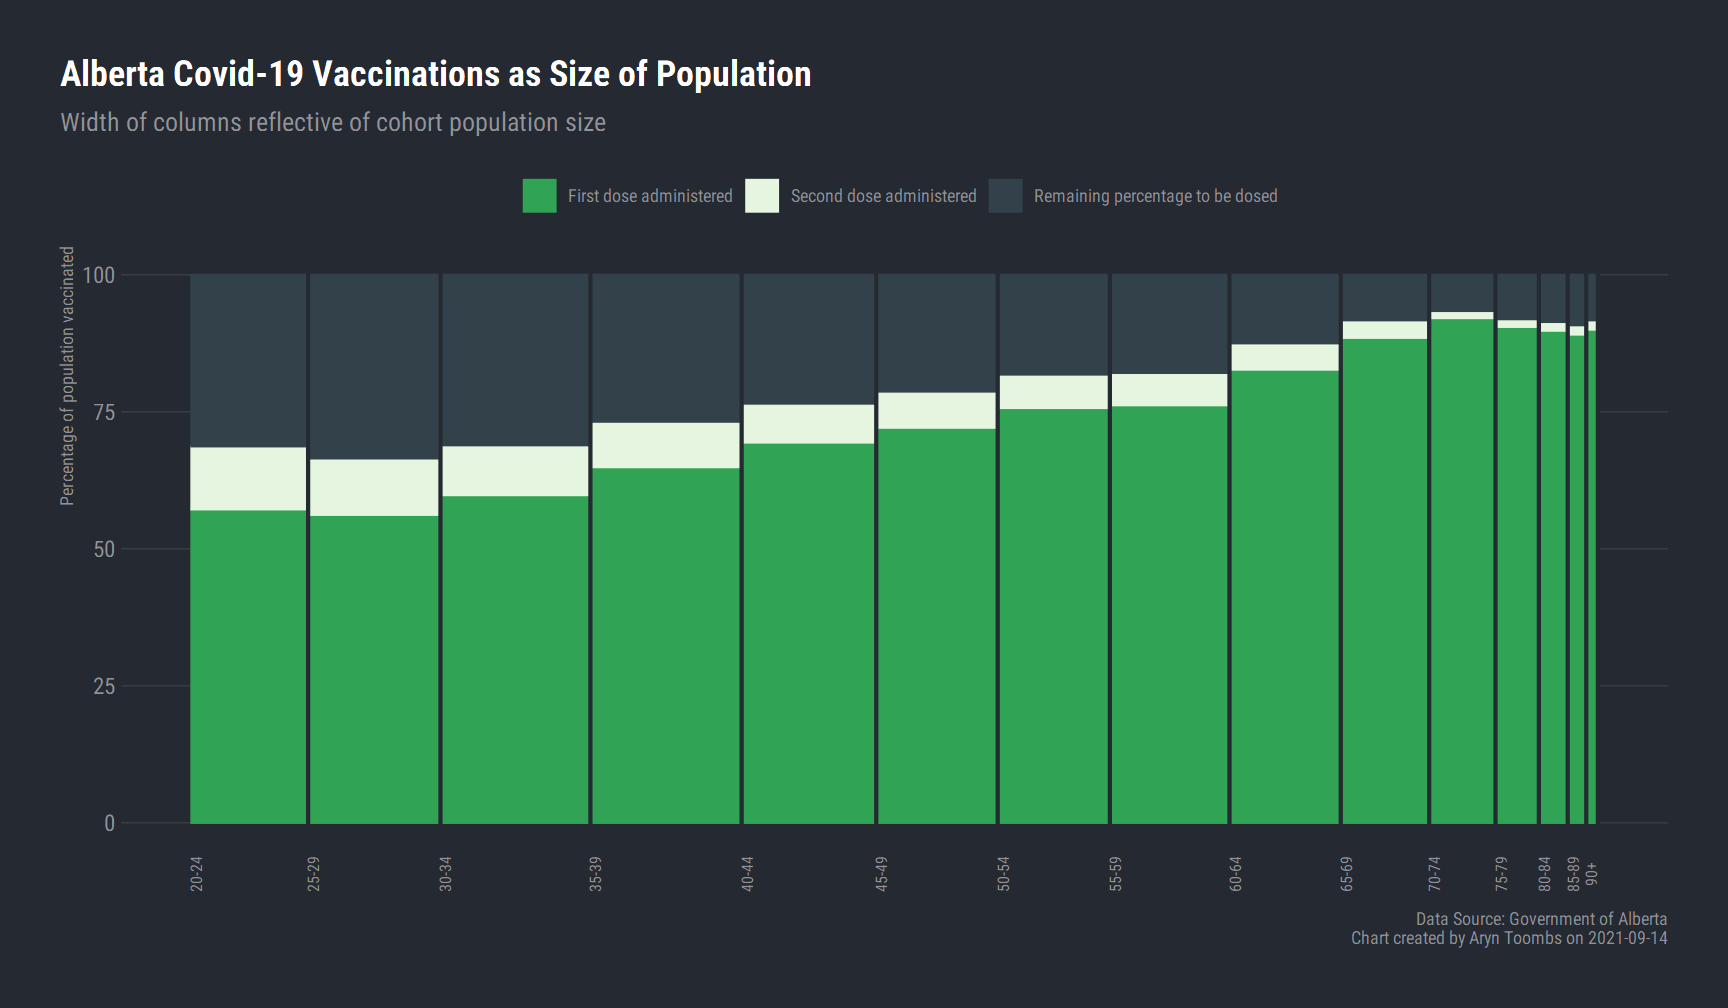 Alberta Covid-19 Vaccinations as Size of Population
Width of columns reflective of cohort population size
First dose administered
Second dose administered
Remaining percentage to be dosed
Percentage of population vaccinated
100
75
50
25
0
20-24
25-29
30-34
35-39
40-44
45-49
50-54
55-59
60-64
65-69
70-74
75-79
80-84
85-89
90+
Data Source: Government of Alberta
Chart created by Aryn Toombs on 2021-09-14